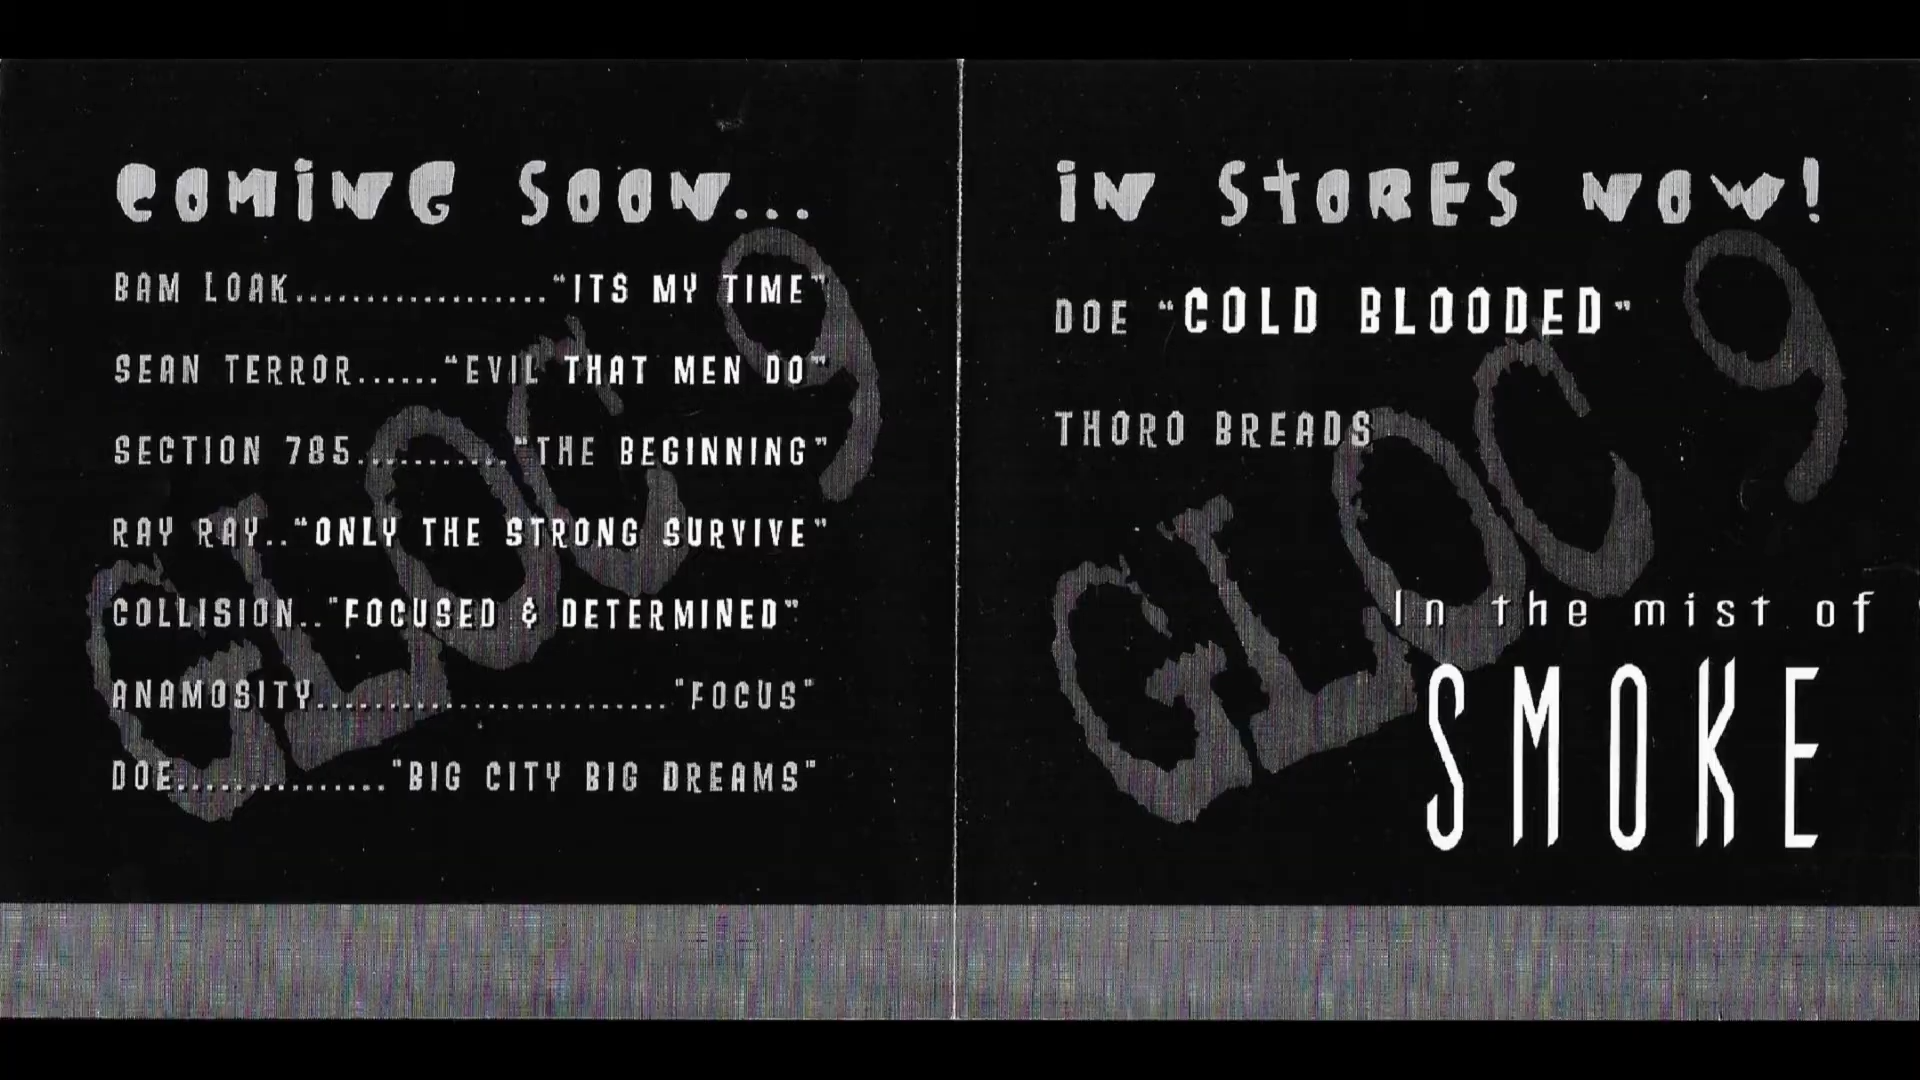 COMING SOON...
BAM LOAK.................."ITS MY TIME"
SEAN TERROR......"EVIL THAT MEN DO"
SECTION 785..........."THE BEGINNING"
RAY RAY.."ONLY THE STRONG SURVIVE"
COLLISION.."FOCUSED & DETERMINED"
ANAMOSITY........................."FOCUS"
DOE..............."BIG CITY BIG DREAMS"
GLOC 9
IN STORES NOW!
DOE "COLD BLOODED"
THORO BREADS
In the mist of
SMOKE
GLOC 9